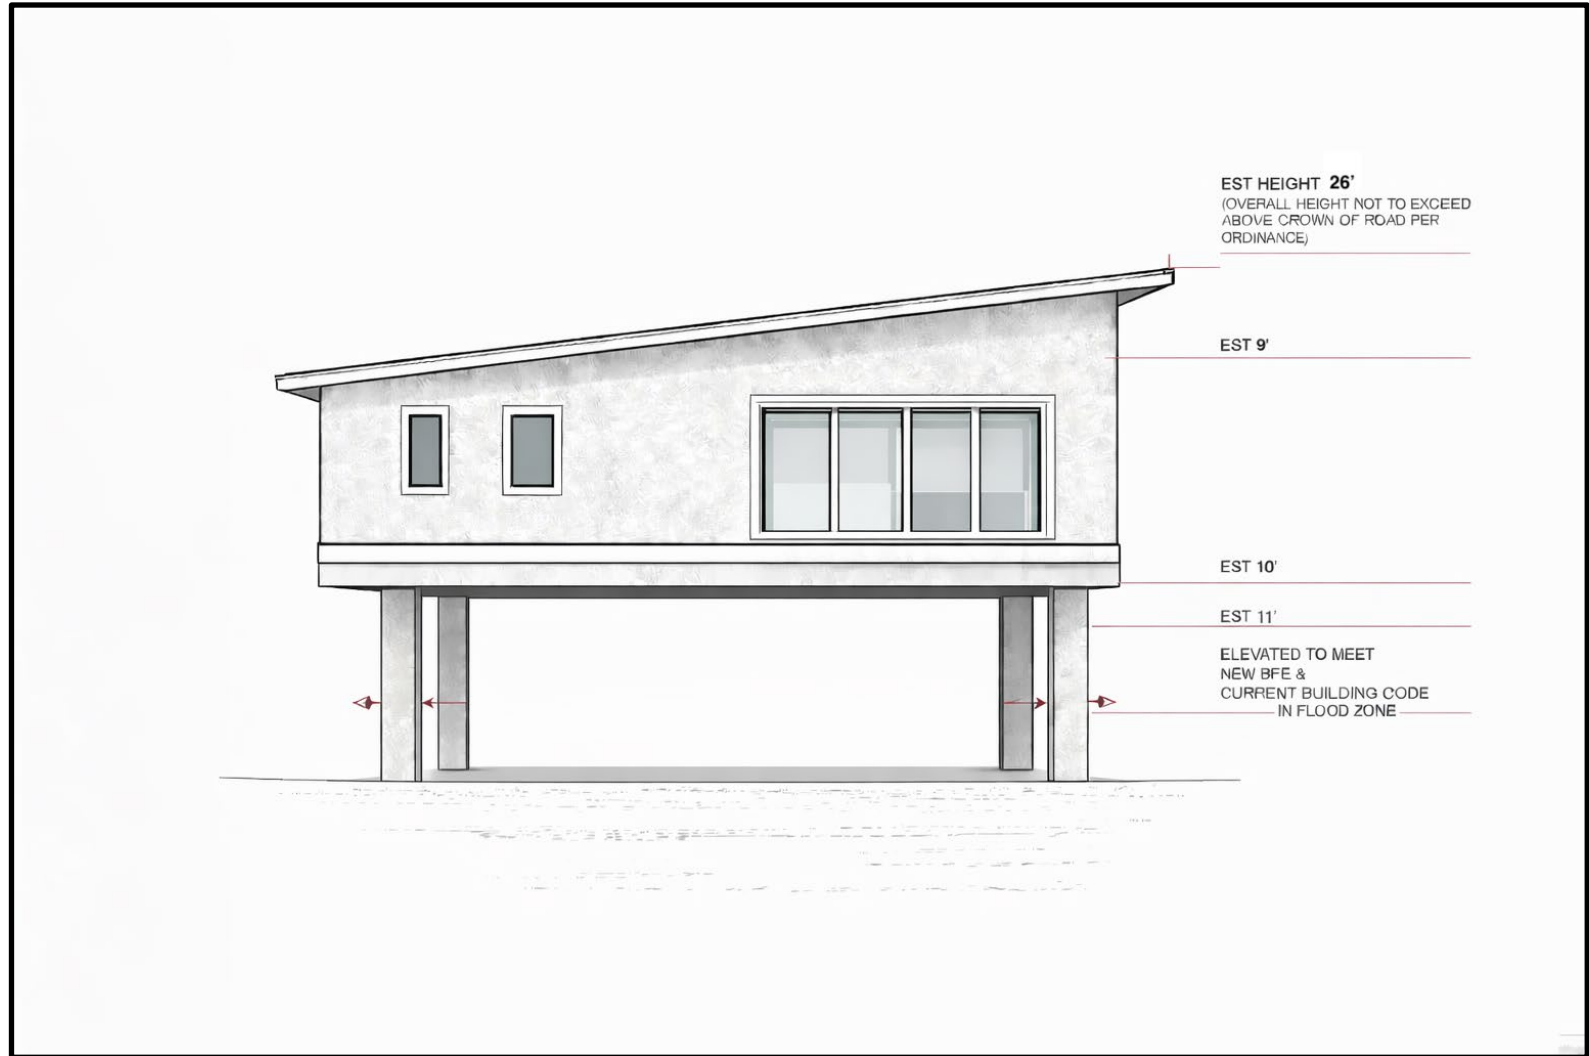 EST HEIGHT 26'
(OVERALL HEIGHT NOT TO EXCEED
ABOVE CROWN OF ROAD PER
ORDINANCE)
EST 9'
EST 10'
EST 11'
ELEVATED TO MEET
NEW BFE &
CURRENT BUILDING CODE
IN FLOOD ZONE